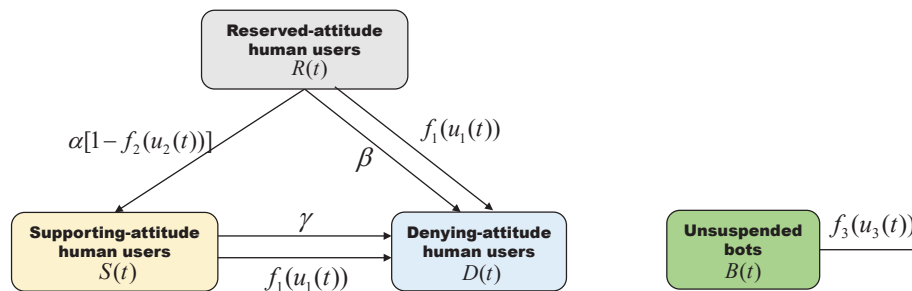 Reserved-attitude
human users
R(t)
α[1−f₂(u₂(t))]
β
f₁(u₁(t))
Supporting-attitude
human users
S(t)
γ
f₁(u₁(t))
Denying-attitude
human users
D(t)
Unsuspended
bots
B(t)
f₃(u₃(t))